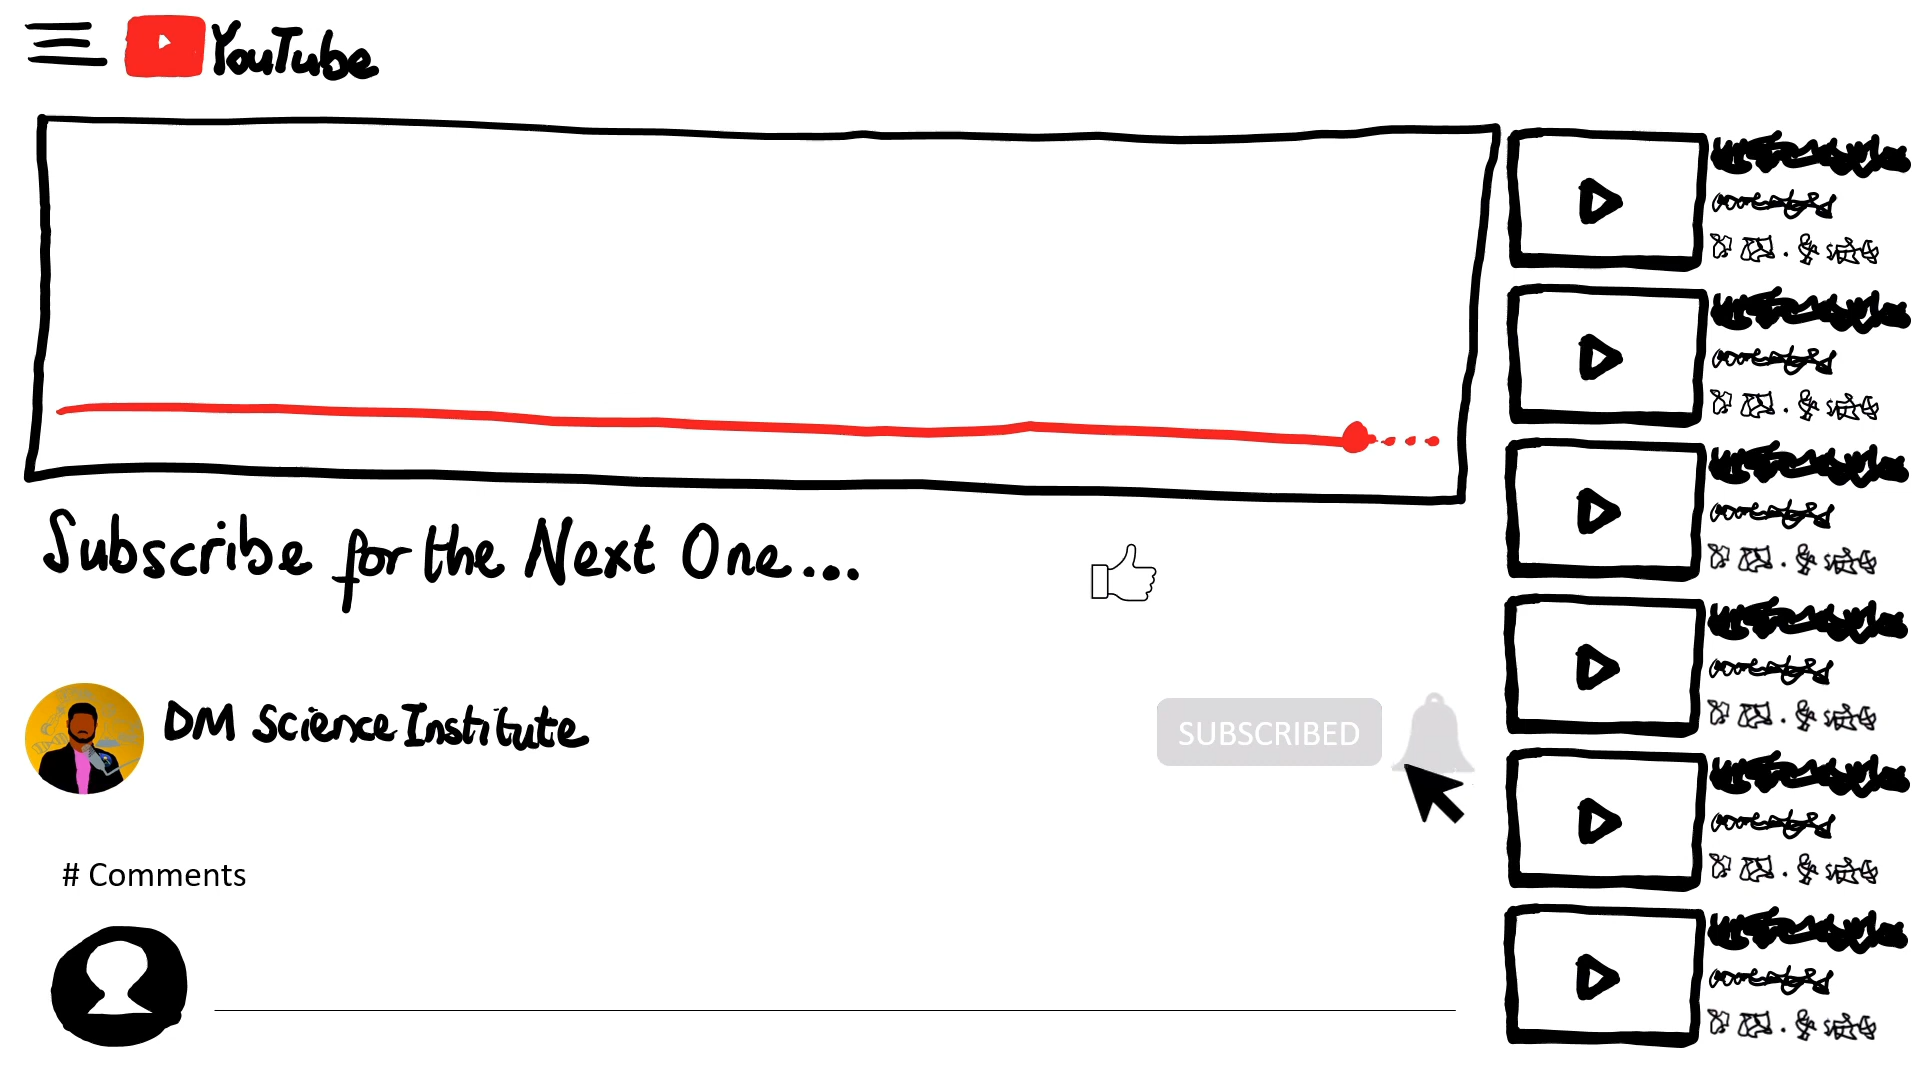 YouTube
Subscribe for the Next One...
DM Science Institute
SUBSCRIBED
# Comments